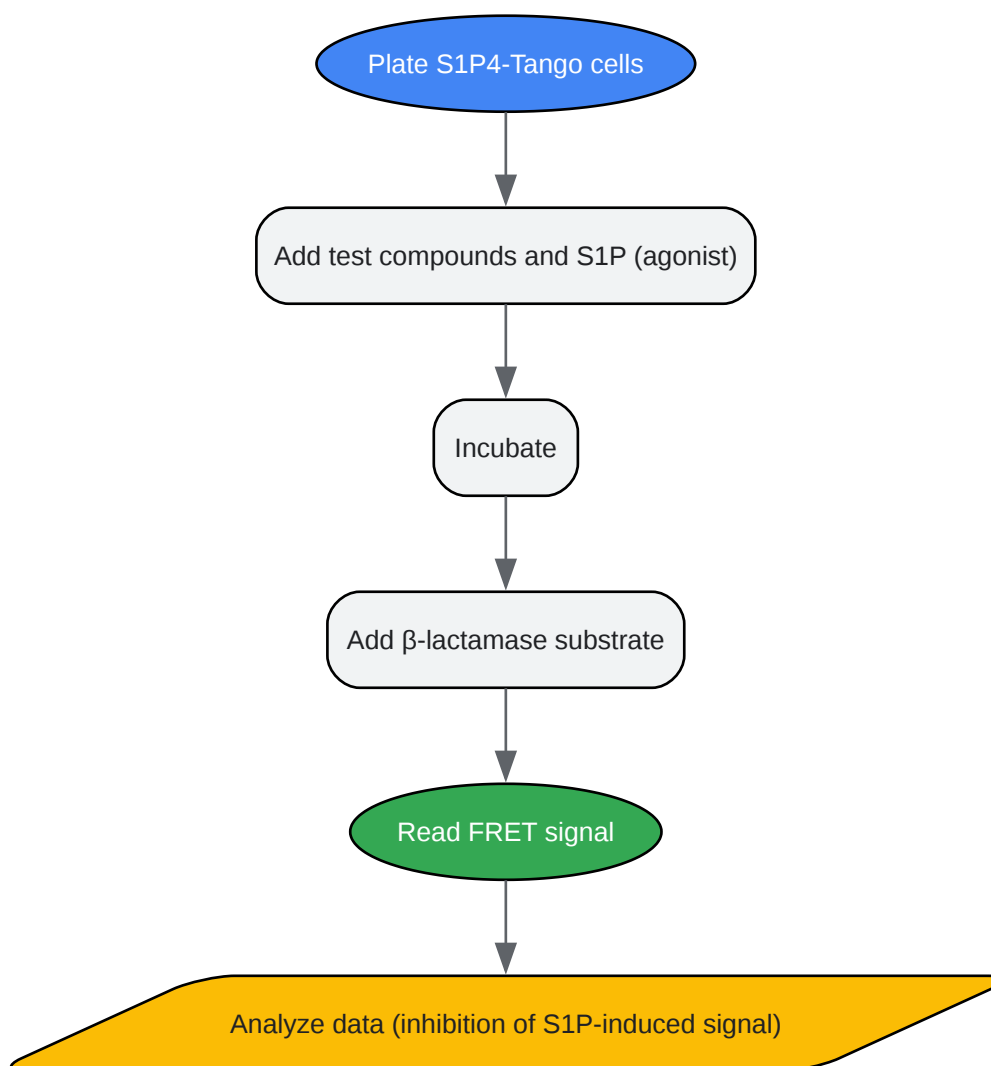 Plate S1P4-Tango cells
Add test compounds and S1P (agonist)
Incubate
Add β-lactamase substrate
Read FRET signal
Analyze data (inhibition of S1P-induced signal)